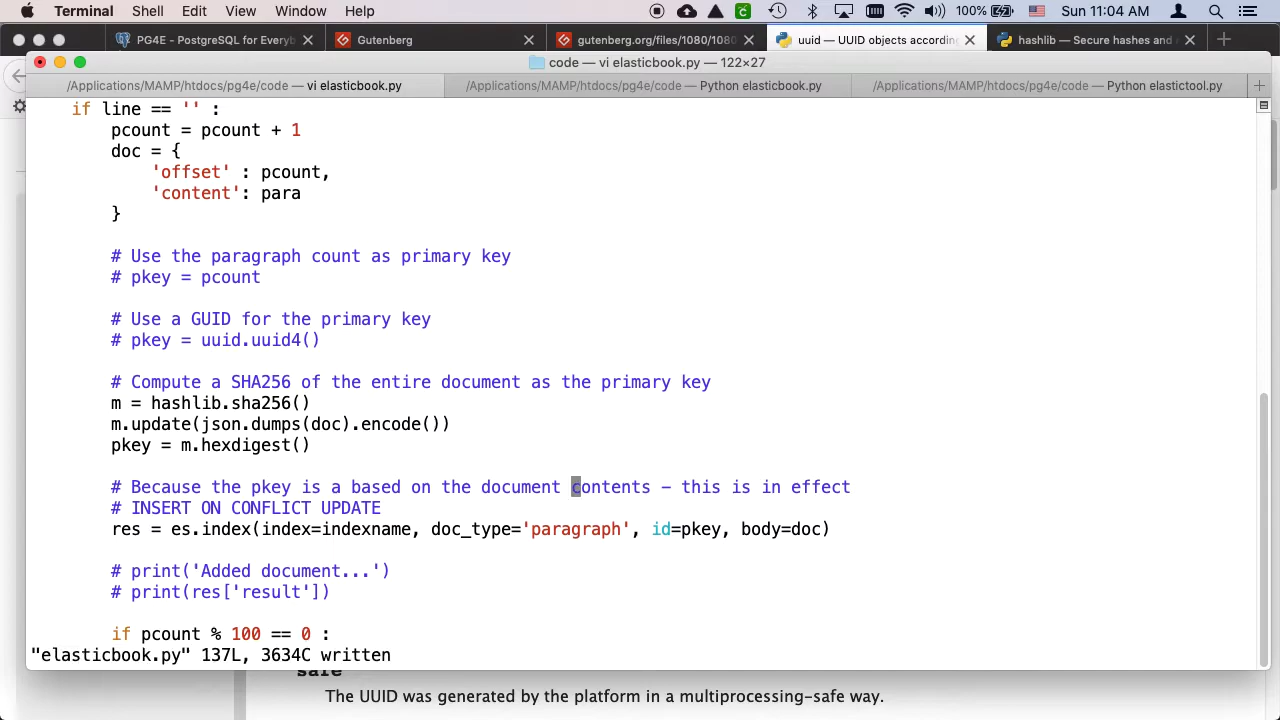 Terminal Shell Edit View Window Help 100% Sun 11:04 AM
PG4E - PostgreSQL for Everyb Gutenberg gutenberg.org/files/1080/1080 uuid — UUID objects according hashlib — Secure hashes and
code — vi elasticbook.py — 122×27
/Applications/MAMP/htdocs/pg4e/code — vi elasticbook.py /Applications/MAMP/htdocs/pg4e/code — Python elasticbook.py /Applications/MAMP/htdocs/pg4e/code — Python elastictool.py
if line == '' :
pcount = pcount + 1
doc = {
'offset' : pcount,
'content': para
}
# Use the paragraph count as primary key
# pkey = pcount
# Use a GUID for the primary key
# pkey = uuid.uuid4()
# Compute a SHA256 of the entire document as the primary key
m = hashlib.sha256()
m.update(json.dumps(doc).encode())
pkey = m.hexdigest()
# Because the pkey is a based on the document contents - this is in effect
# INSERT ON CONFLICT UPDATE
res = es.index(index=indexname, doc_type='paragraph', id=pkey, body=doc)
# print('Added document...')
# print(res['result'])
if pcount % 100 == 0 :
"elasticbook.py" 137L, 3634C written
safe
The UUID was generated by the platform in a multiprocessing-safe way.